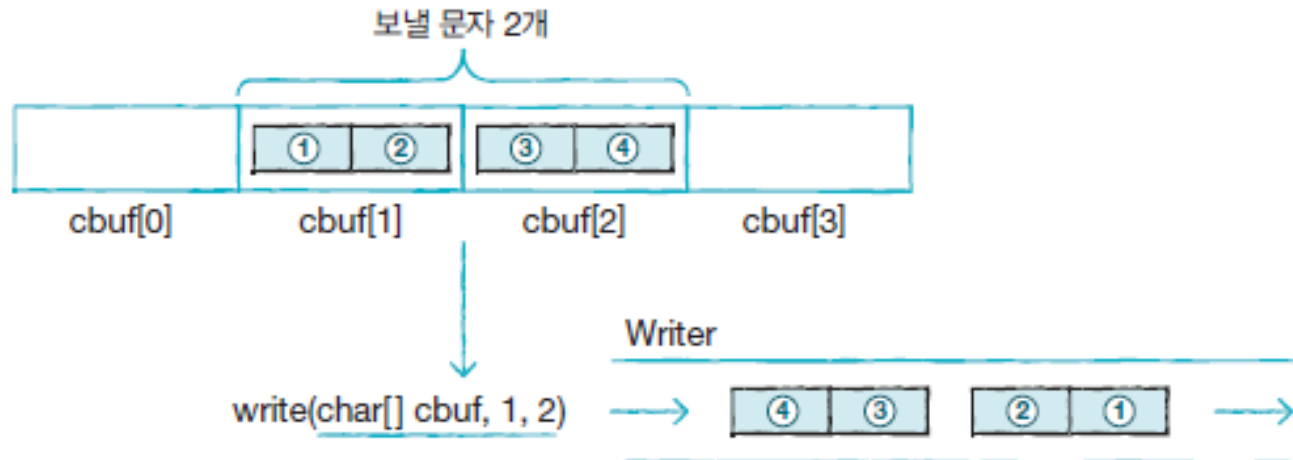 보낼 문자 2개
① ② ③ ④
cbuf[0] cbuf[1] cbuf[2] cbuf[3]
Writer
write(char[] cbuf, 1, 2) ④ ③ ② ①